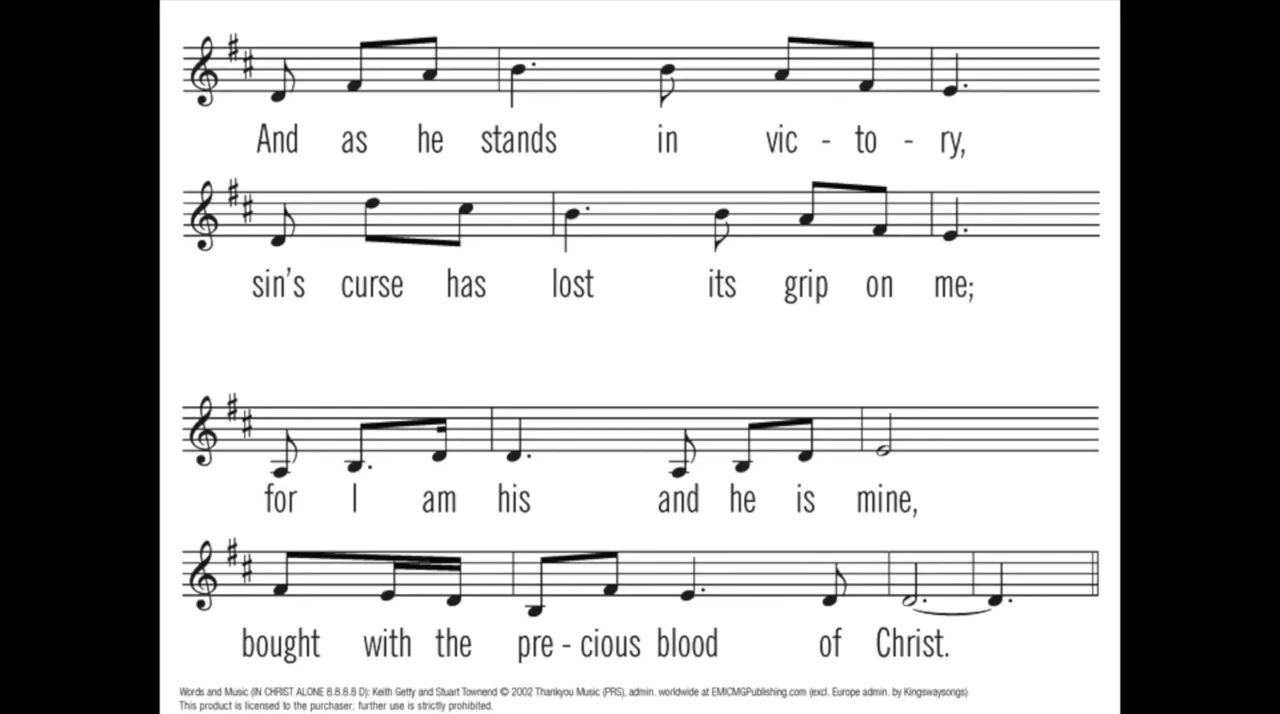 And as he stands in vic - to - ry,
sin's curse has lost its grip on me;
for I am his and he is mine,
bought with the pre - cious blood of Christ.
Words and Music (IN CHRIST ALONE 8.8.8.8 D): Keith Getty and Stuart Townend © 2002 Thankyou Music (PRS), admin. worldwide at EMICMGPublishing.com (excl. Europe admin. by Kingswaysongs)
This product is licensed to the purchaser; further use is strictly prohibited.